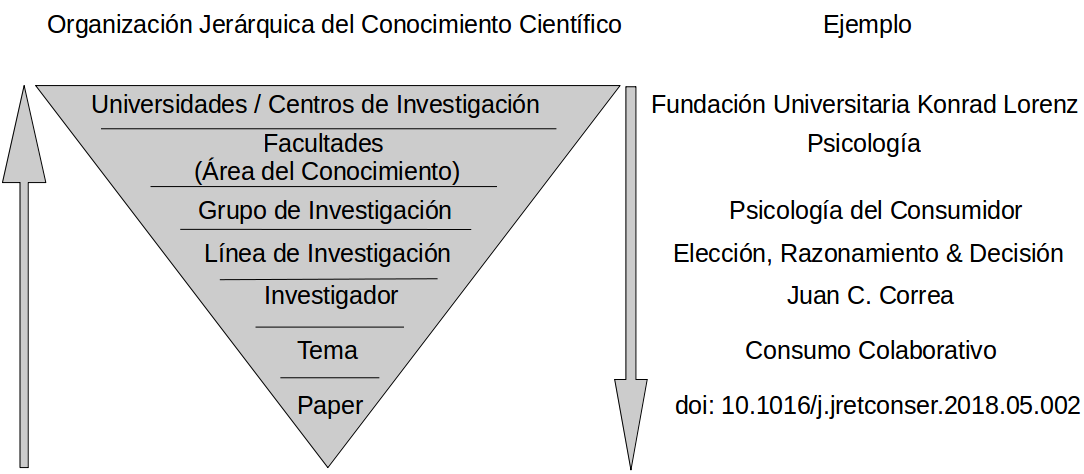 Organización Jerárquica del Conocimiento Científico
Ejemplo
Universidades / Centros de Investigación
Fundación Universitaria Konrad Lorenz
Facultades
(Área del Conocimiento)
Psicología
Grupo de Investigación
Psicología del Consumidor
Línea de Investigación
Elección, Razonamiento & Decisión
Investigador
Juan C. Correa
Tema
Consumo Colaborativo
Paper
doi: 10.1016/j.jretconser.2018.05.002